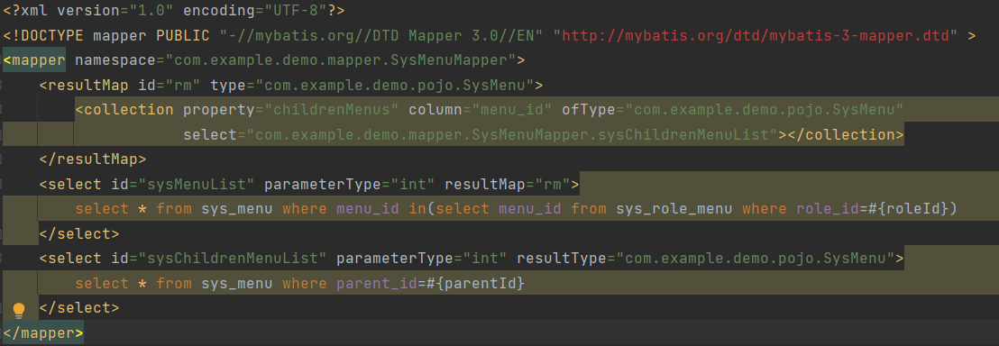 <?xml version="1.0" encoding="UTF-8"?>
<!DOCTYPE mapper PUBLIC "-//mybatis.org//DTD Mapper 3.0//EN" "http://mybatis.org/dtd/mybatis-3-mapper.dtd" >
<mapper namespace="com.example.demo.mapper.SysMenuMapper">
    <resultMap id="rm" type="com.example.demo.pojo.SysMenu">
        <collection property="childrenMenus" column="menu_id" ofType="com.example.demo.pojo.SysMenu"
                    select="com.example.demo.mapper.SysMenuMapper.sysChildrenMenuList"></collection>
    </resultMap>
    <select id="sysMenuList" parameterType="int" resultMap="rm">
        select * from sys_menu where menu_id in(select menu_id from sys_role_menu where role_id=#{roleId})
    </select>
    <select id="sysChildrenMenuList" parameterType="int" resultType="com.example.demo.pojo.SysMenu">
        select * from sys_menu where parent_id=#{parentId}
    </select>
</mapper>